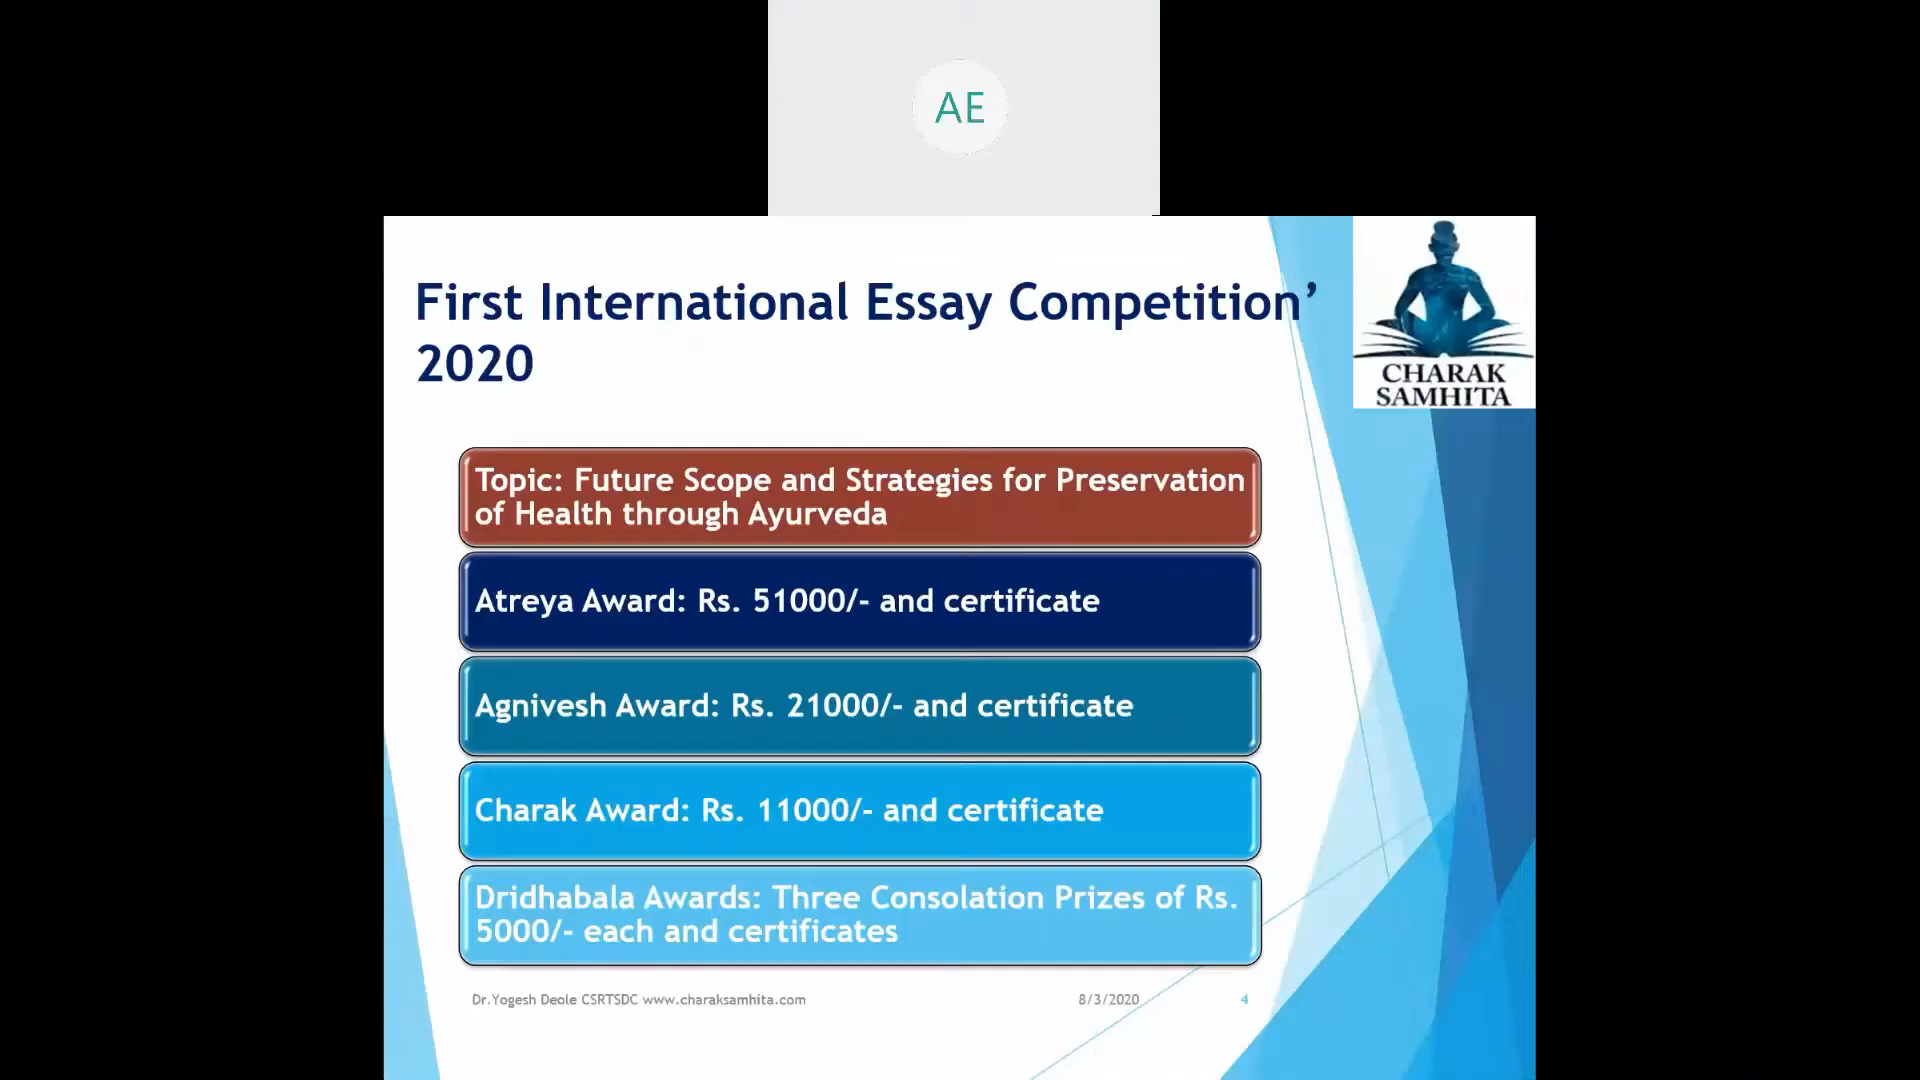 AE
First International Essay Competition’
2020
CHARAK
SAMHITA
Topic: Future Scope and Strategies for Preservation
of Health through Ayurveda
Atreya Award: Rs. 51000/- and certificate
Agnivesh Award: Rs. 21000/- and certificate
Charak Award: Rs. 11000/- and certificate
Dridhabala Awards: Three Consolation Prizes of Rs.
5000/- each and certificates
Dr.Yogesh Deole CSRTSDC www.charaksamhita.com 8/3/2020 4